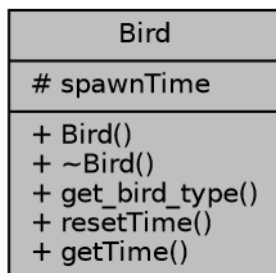 Bird
# spawnTime
+ Bird()
+ ~Bird()
+ get_bird_type()
+ resetTime()
+ getTime()